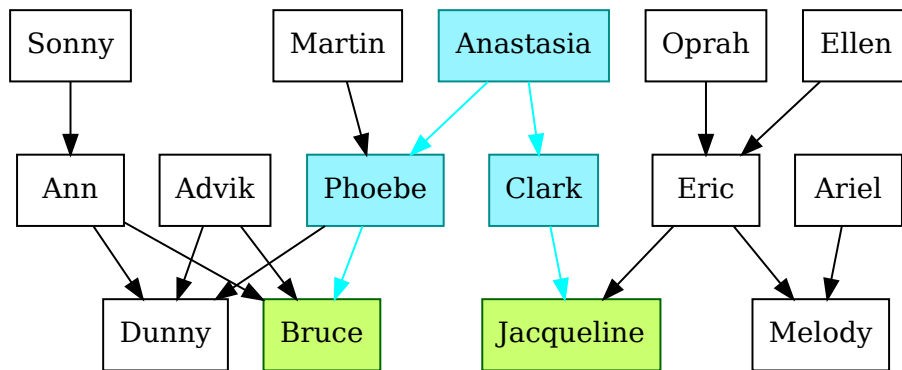 Sonny
Martin
Anastasia
Oprah
Ellen
Ann
Advik
Phoebe
Clark
Eric
Ariel
Dunny
Bruce
Jacqueline
Melody